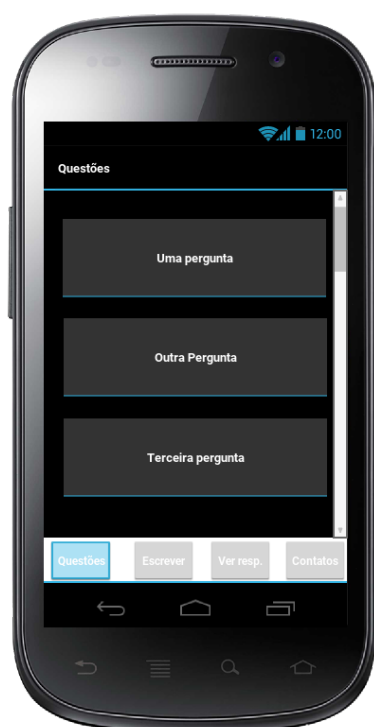 12:00
Questões
Uma pergunta
Outra Pergunta
Terceira pergunta
Questões Escrever Ver resp. Contatos